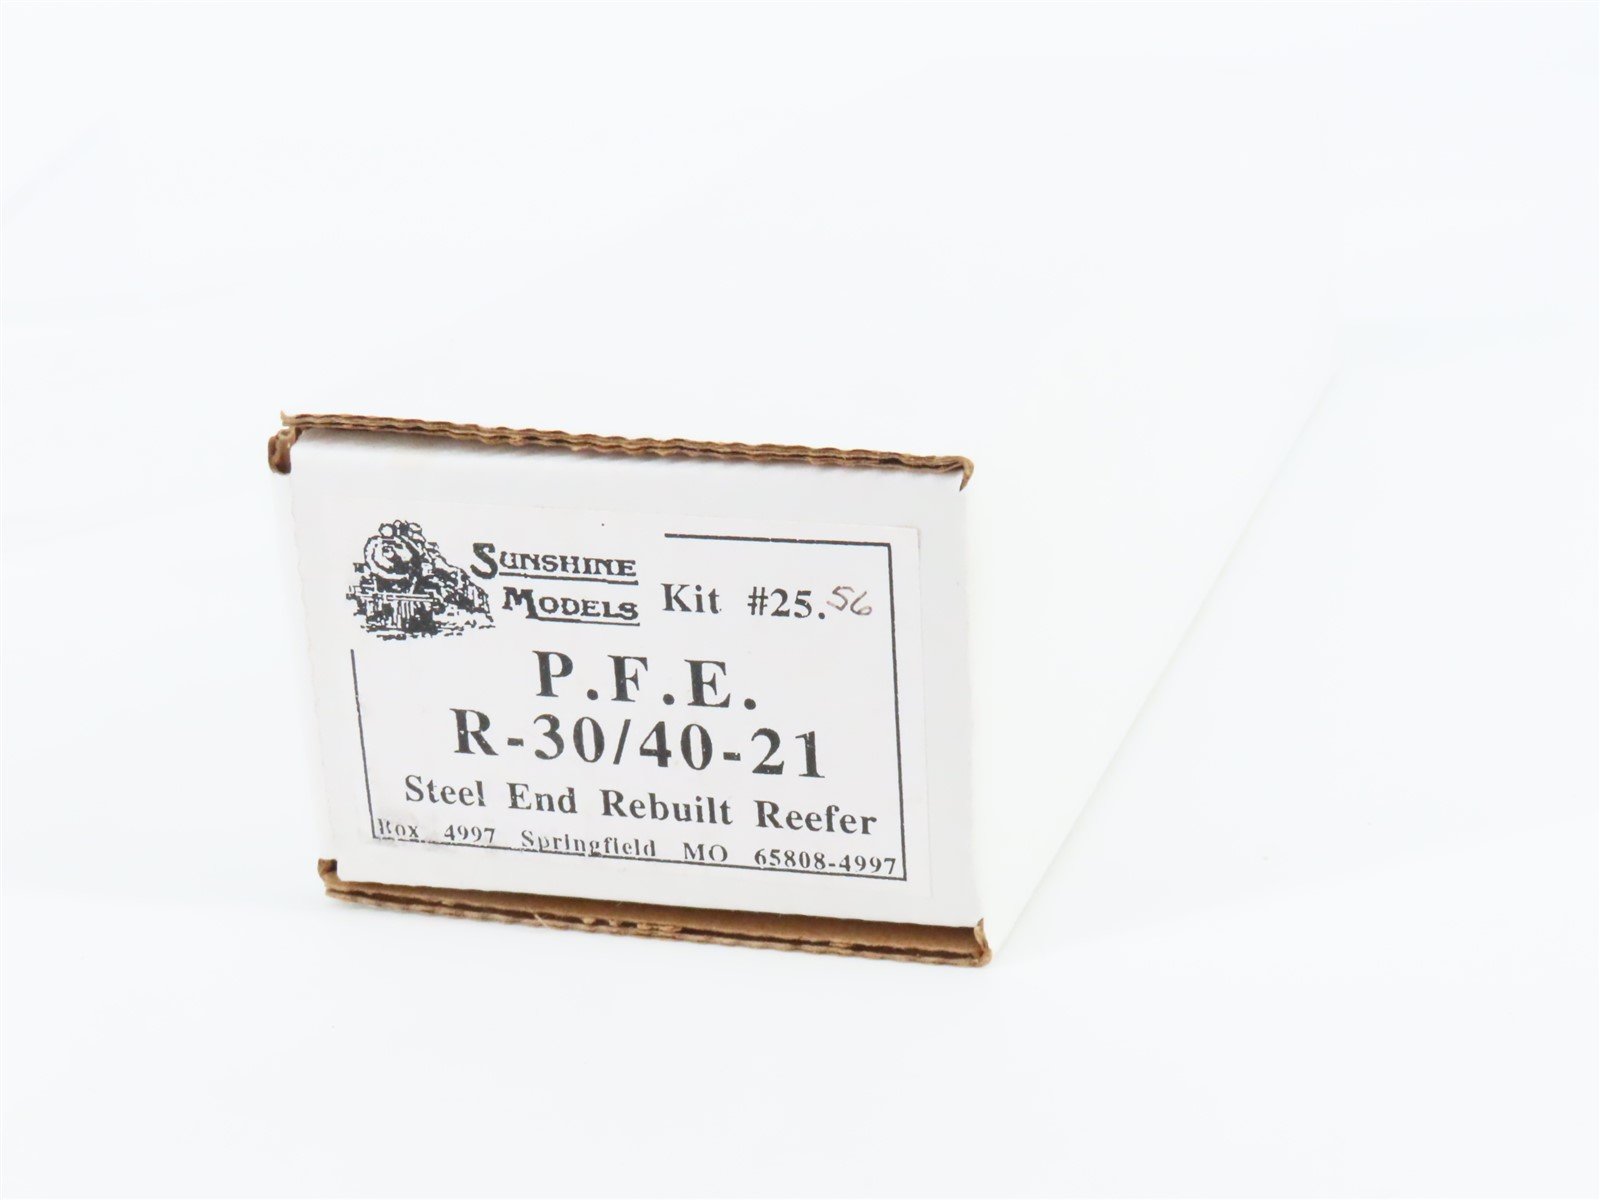 Sunshine
Models
Kit #25.56
P.F.E.
R-30/40-21
Steel End Rebuilt Reefer
Box 4997 Springfield MO 65808-4997